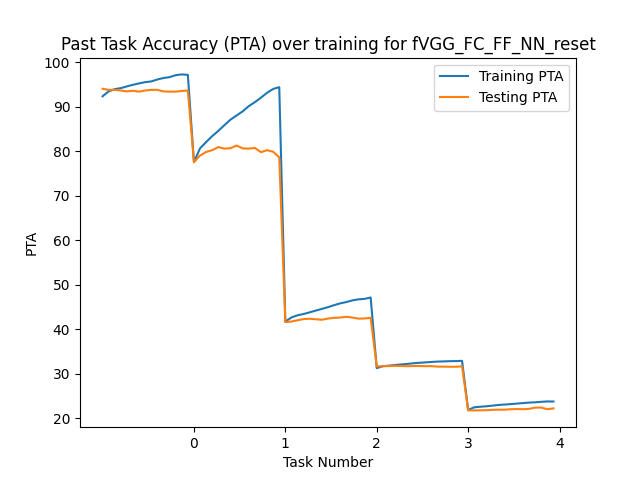 Past Task Accuracy (PTA) over training for fVGG_FC_FF_NN_reset
Training PTA
Testing PTA
100
90
80
70
60
50
40
30
20
PTA
0
1
2
3
4
Task Number